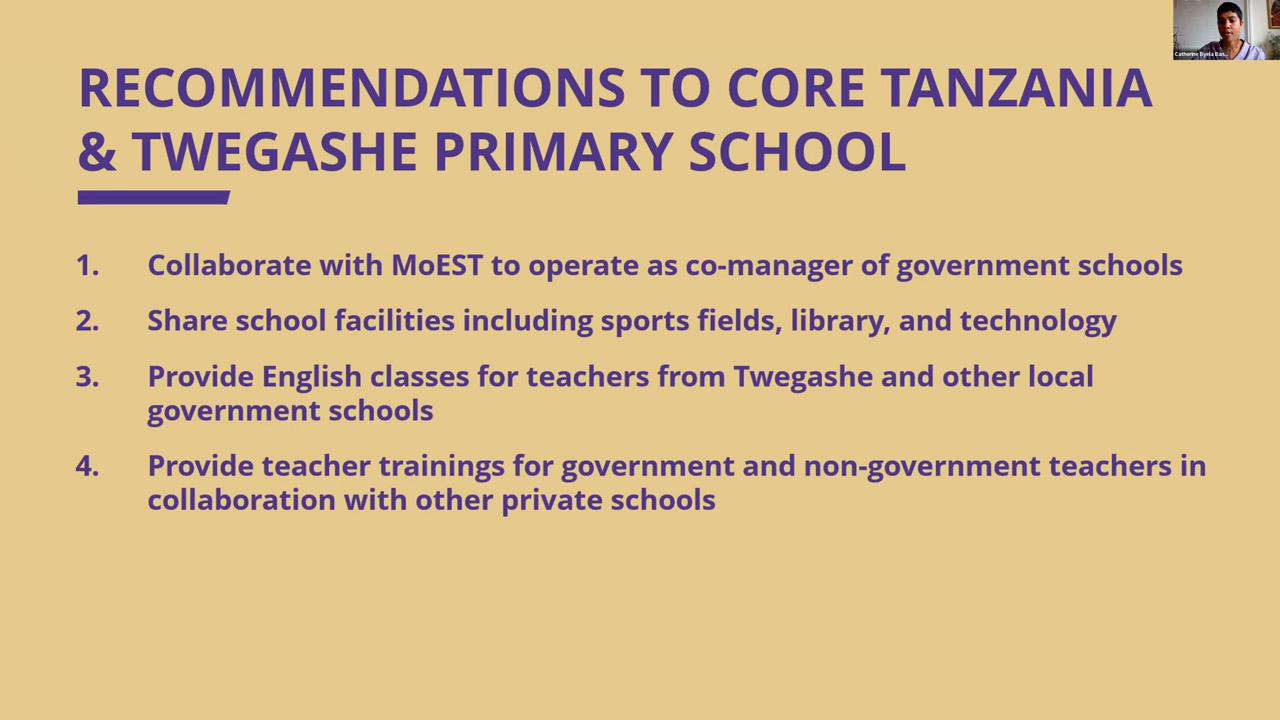 RECOMMENDATIONS TO CORE TANZANIA
& TWEGASHE PRIMARY SCHOOL
1. Collaborate with MoEST to operate as co-manager of government schools
2. Share school facilities including sports fields, library, and technology
3. Provide English classes for teachers from Twegashe and other local
government schools
4. Provide teacher trainings for government and non-government teachers in
collaboration with other private schools
Catherine Byela Ban...